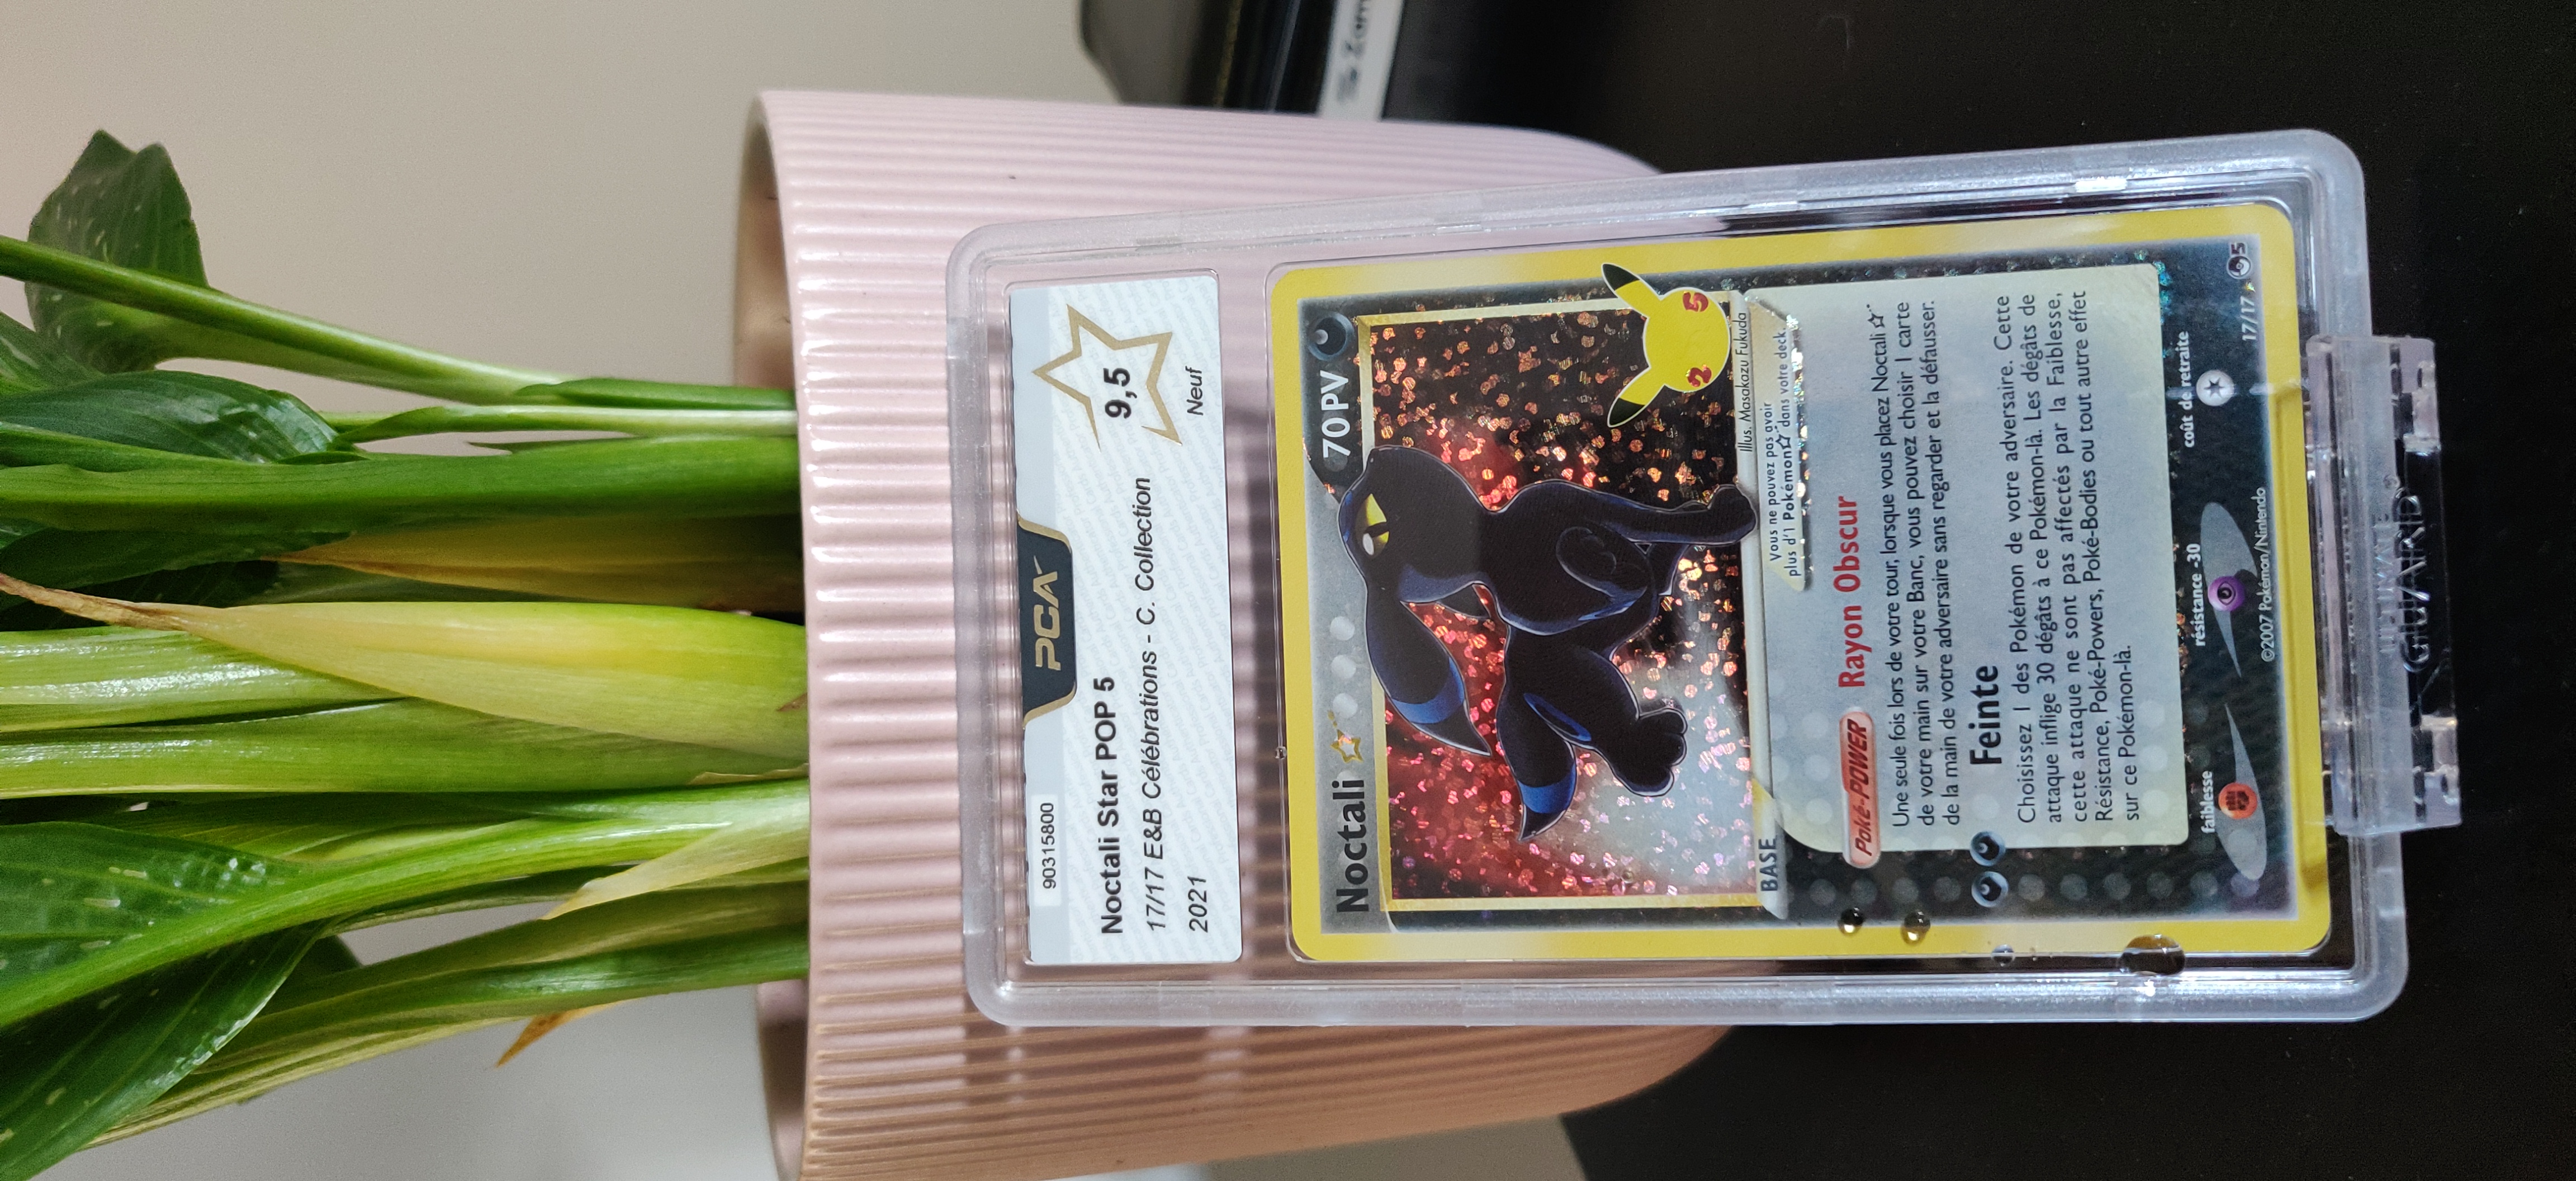 90315800
PCA
Noctali Star POP 5
17/17 E&B Célébrations - C. Collection
2021
9,5
Neuf
Noctali
70 PV
2 5
Illus. Masakazu Fukuda
BASE
Vous ne pouvez pas avoir
plus d'1 Pokémon☆ dans votre deck.
Poké-POWER Rayon Obscur
Une seule fois lors de votre tour, lorsque vous placez Noctali ☆
de votre main sur votre Banc, vous pouvez choisir 1 carte
de la main de votre adversaire sans regarder et la défausser.
Feinte
Choisissez 1 des Pokémon de votre adversaire. Cette
attaque inflige 30 dégâts à ce Pokémon-là. Les dégâts de
cette attaque ne sont pas affectés par la Faiblesse,
Résistance, Poké-Powers, Poké-Bodies ou tout autre effet
sur ce Pokémon-là.
faiblesse
résistance -30
coût de retraite
17/17
5
©2007 Pokémon/Nintendo
ULTIMATE
GUARD